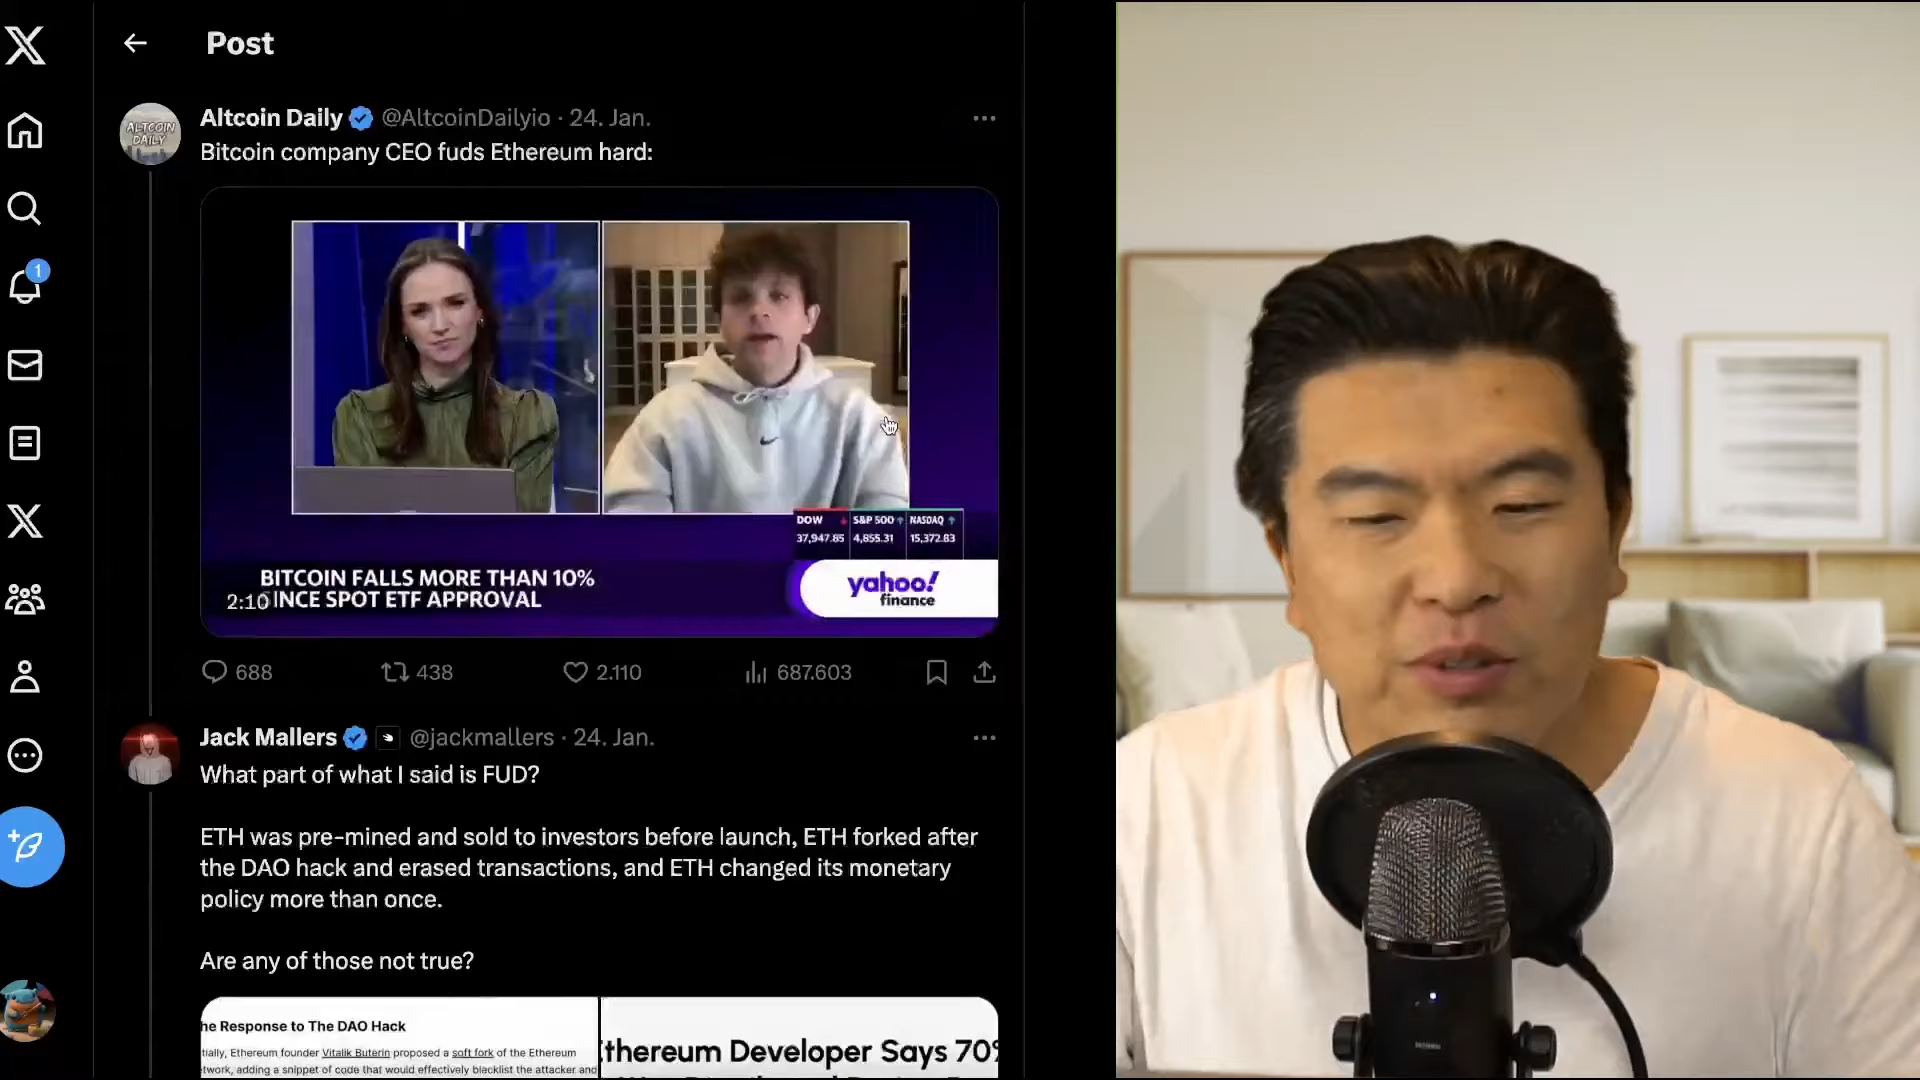 Post
ALTCOIN
DAILY
Altcoin Daily @AltcoinDailyio · 24. Jan.
Bitcoin company CEO fuds Ethereum hard:
DOW S&P 500 NASDAQ
37,947.85 4,855.31 15,372.83
BITCOIN FALLS MORE THAN 10%
2:10 SINCE SPOT ETF APPROVAL
yahoo!
finance
688 438 2.110 687.603
Jack Mallers @jackmallers · 24. Jan.
What part of what I said is FUD?
ETH was pre-mined and sold to investors before launch, ETH forked after
the DAO hack and erased transactions, and ETH changed its monetary
policy more than once.
Are any of those not true?
he Response to The DAO Hack
tially, Ethereum founder Vitalik Buterin proposed a soft fork of the Ethereum
twork, adding a snippet of code that would effectively blacklist the attacker and
thereum Developer Says 70%
1